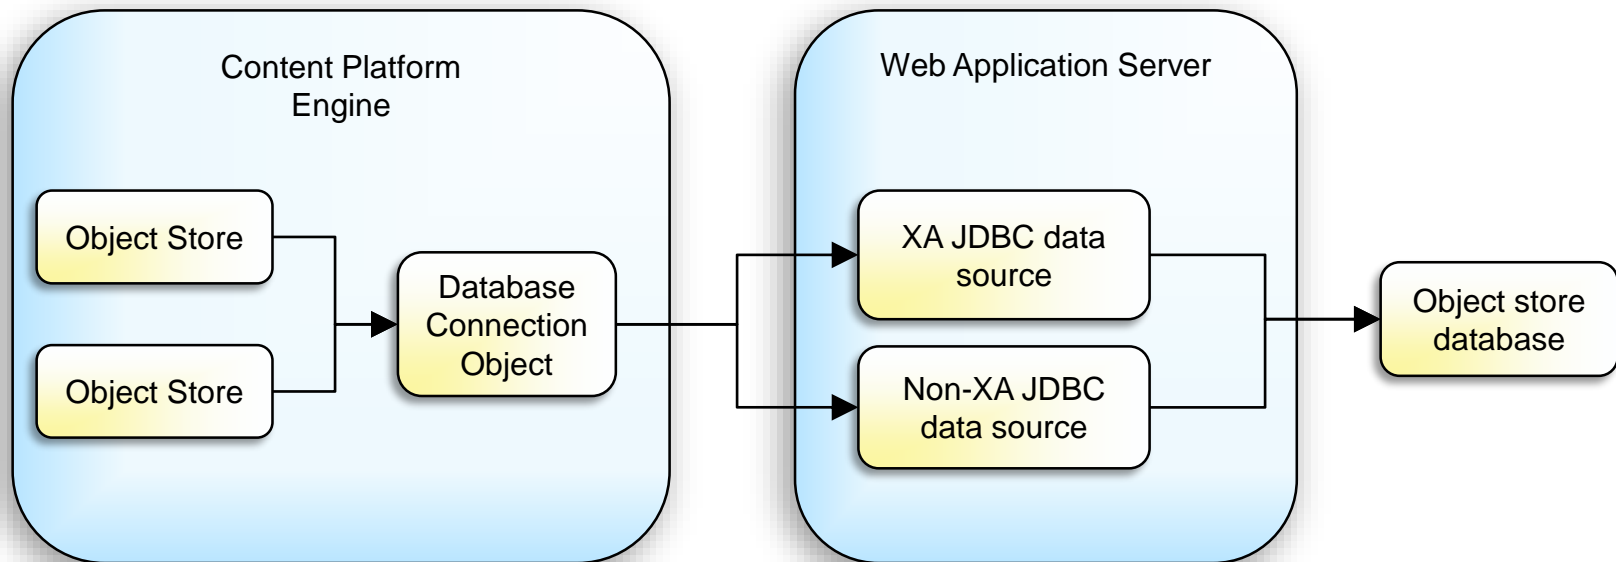 Content Platform
Engine
Object Store
Object Store
Database
Connection
Object
Web Application Server
XA JDBC data
source
Non-XA JDBC
data source
Object store
database